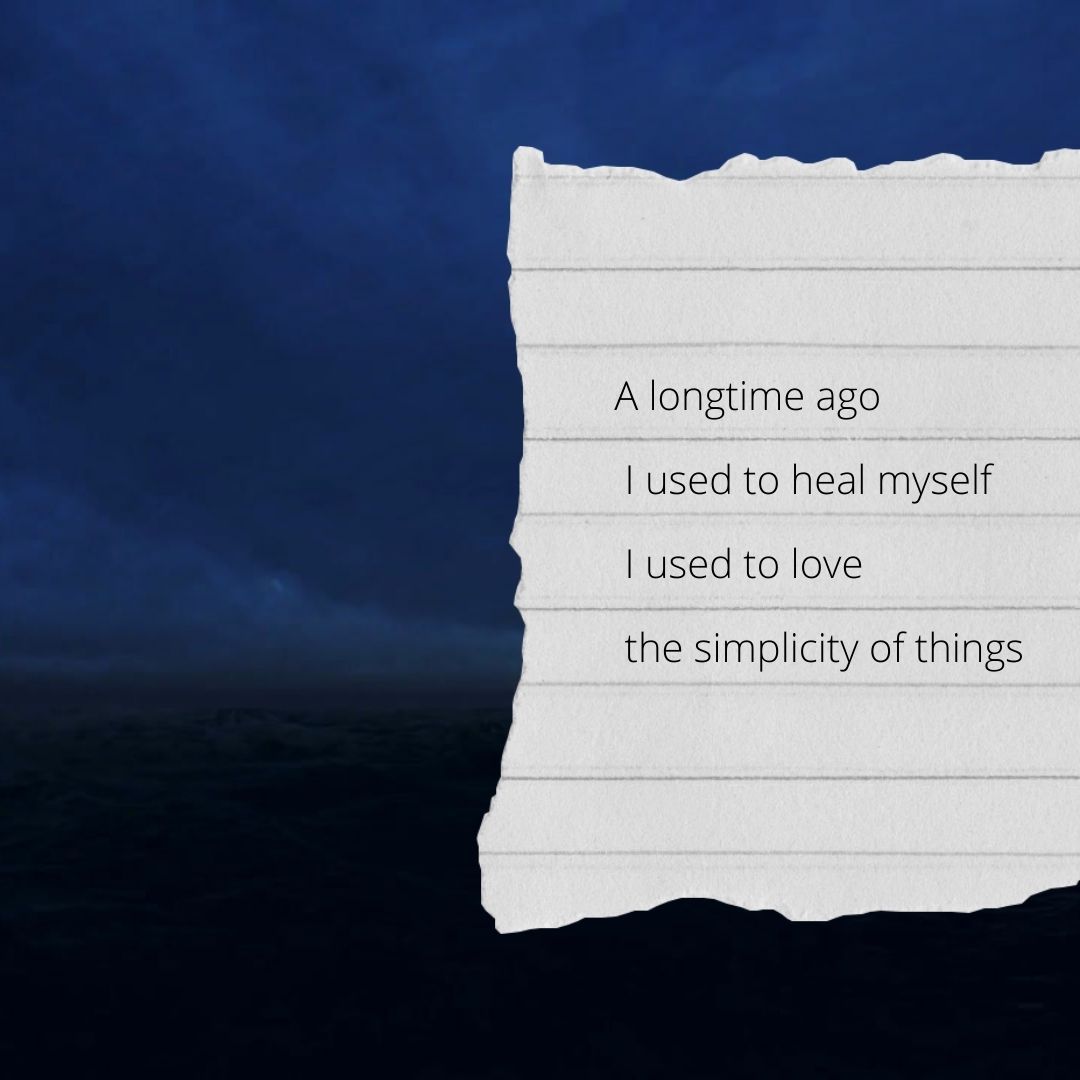 A longtime ago
I used to heal myself
I used to love
the simplicity of things